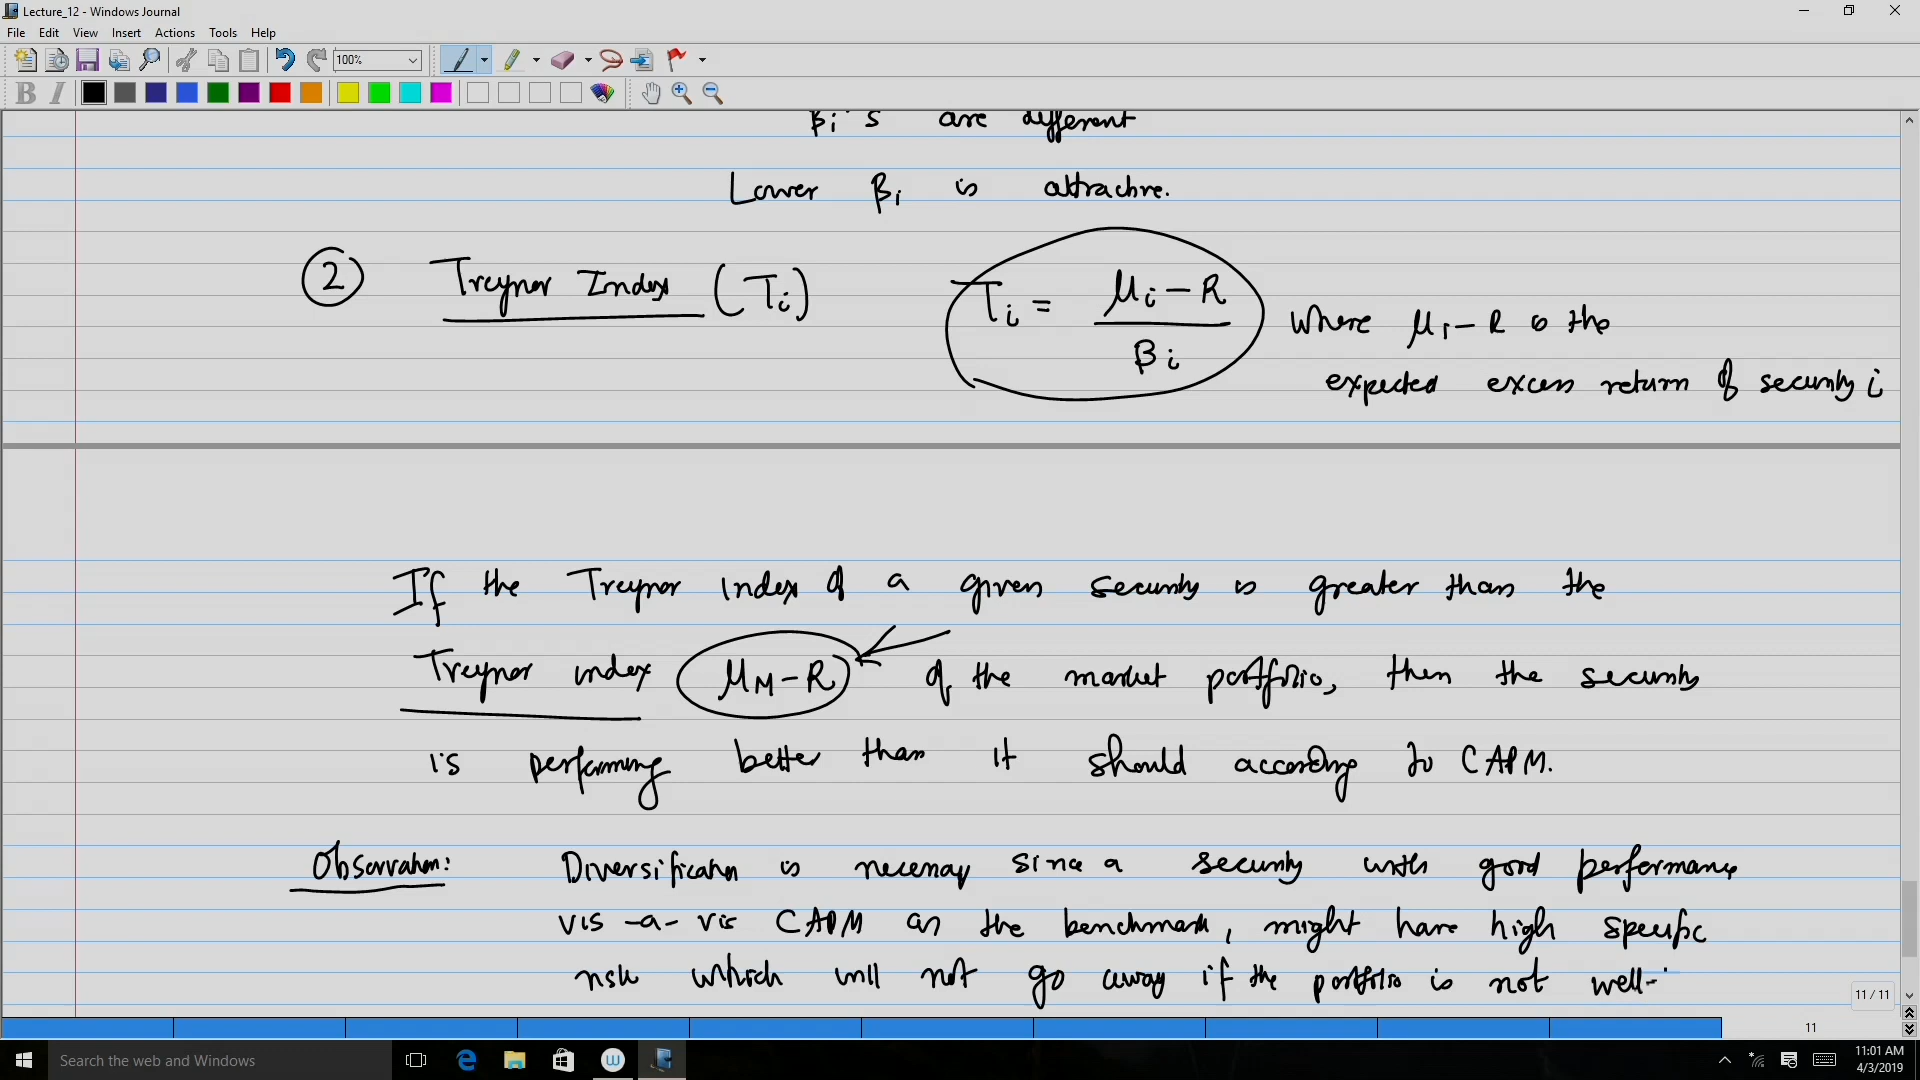 Lecture_12 - Windows Journal
File Edit View Insert Actions Tools Help
100%
βi's are different
Lower βi is attractive.
② Treynor Index (Ti) Ti = (μi - R) / βi where μi - R is the
expected excess return of security i
If the Treynor Index of a given security is greater than the
Treynor index μM - R of the market portfolio, then the security
is performing better than it should according to CAPM.
Observation: Diversification is necessary since a security with good performance
vis-a-vis CAPM as the benchmark, might have high specific
risk which will not go away if the portfolio is not well-
11 / 11
11
Search the web and Windows
11:01 AM
4/3/2019